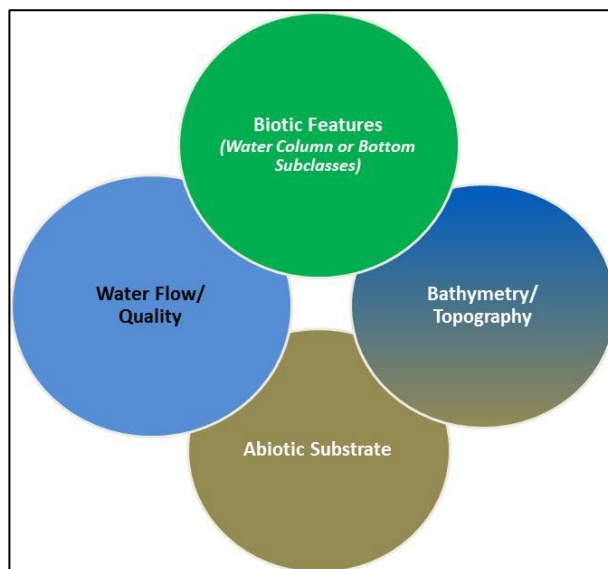 Biotic Features
(Water Column or Bottom
Subclasses)
Water Flow/
Quality
Bathymetry/
Topography
Abiotic Substrate